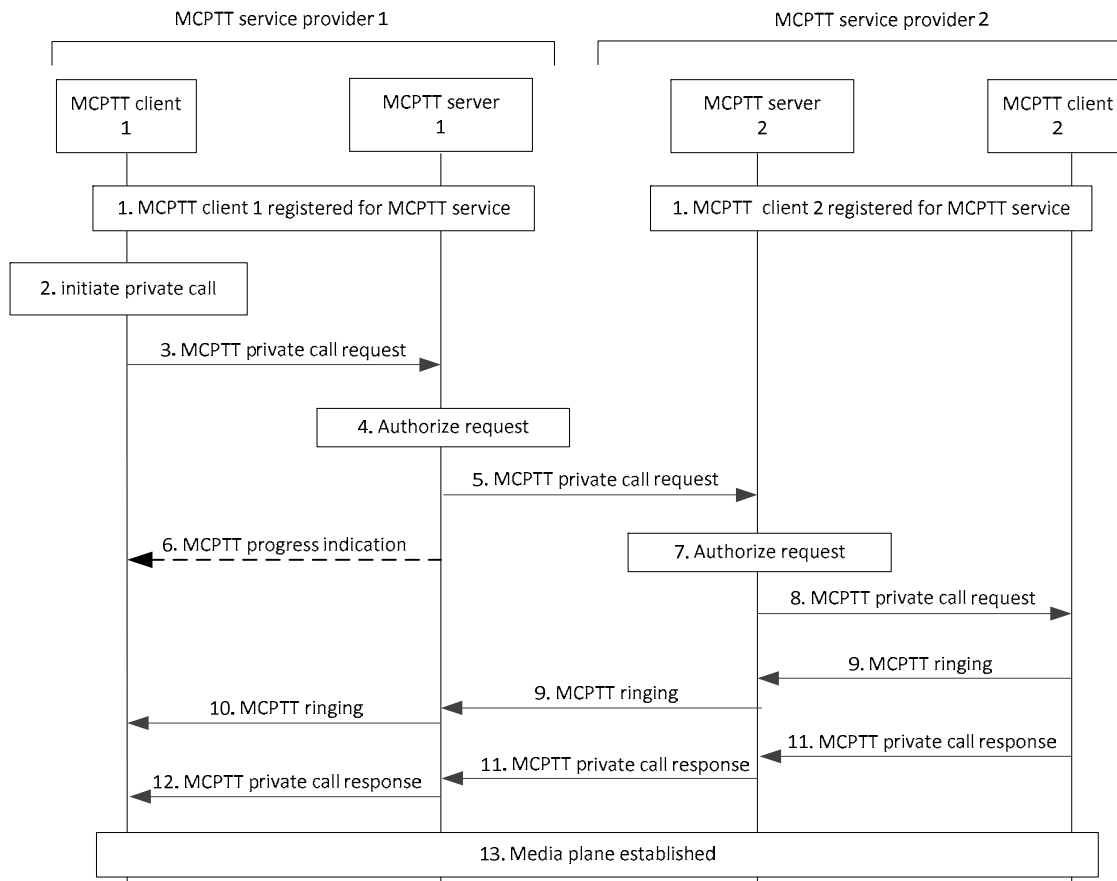 MCPTT service provider 1
MCPTT service provider 2
MCPTT client
1
MCPTT server
1
MCPTT server
2
MCPTT client
2
1. MCPTT client 1 registered for MCPTT service
1. MCPTT client 2 registered for MCPTT service
2. initiate private call
3. MCPTT private call request
4. Authorize request
5. MCPTT private call request
6. MCPTT progress indication
7. Authorize request
8. MCPTT private call request
9. MCPTT ringing
9. MCPTT ringing
10. MCPTT ringing
11. MCPTT private call response
11. MCPTT private call response
12. MCPTT private call response
13. Media plane established